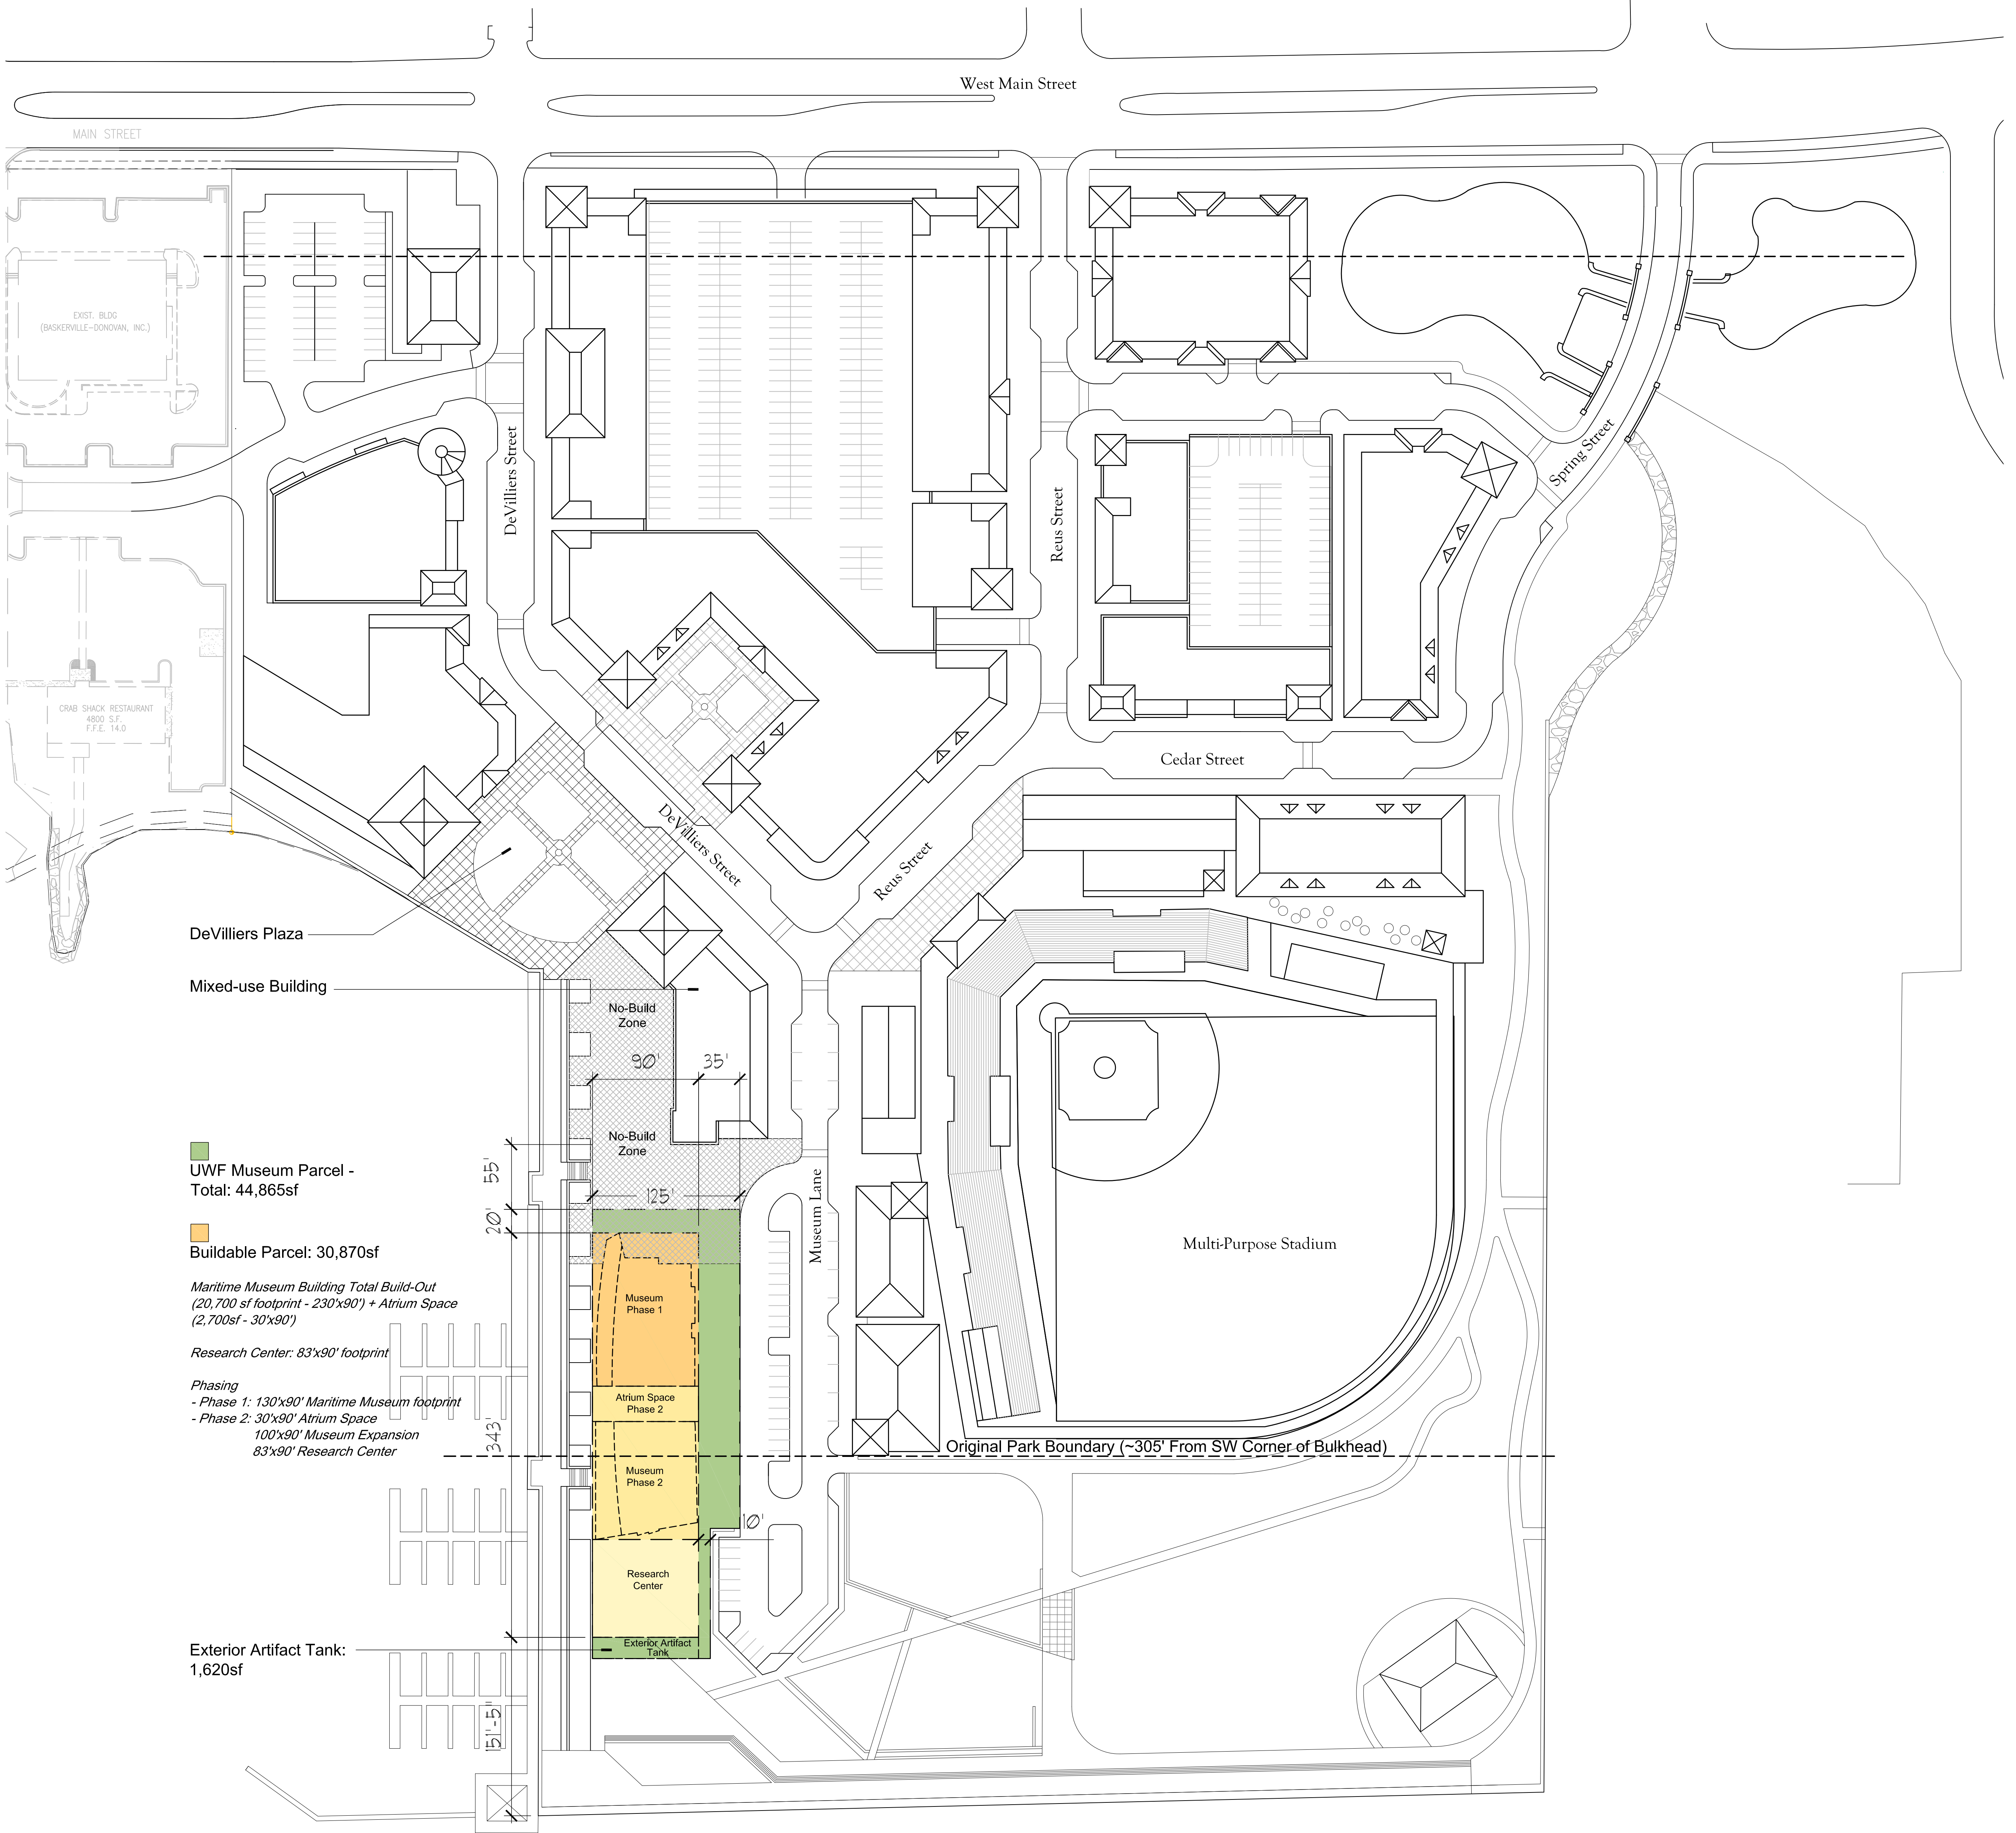 West Main Street
MAIN STREET
EXIST. BLDG
(BASKERVILLE-DONOVAN, INC.)
DeVilliers Street
Reus Street
Spring Street
CRAB SHACK RESTAURANT
4800 S.F.
F.F.E. 14.0
Cedar Street
DeVilliers Street
Reus Street
DeVilliers Plaza
Mixed-use Building
No-Build
Zone
90'
35'
No-Build
Zone
55'
125'
20'
Museum Lane
Multi-Purpose Stadium
UWF Museum Parcel -
Total: 44,865sf
Buildable Parcel: 30,870sf
Maritime Museum Building Total Build-Out
(20,700 sf footprint - 230'x90') + Atrium Space
(2,700sf - 30'x90')
Research Center: 83'x90' footprint
Phasing
- Phase 1: 130'x90' Maritime Museum footprint
- Phase 2: 30'x90' Atrium Space
100'x90' Museum Expansion
83'x90' Research Center
Museum
Phase 1
Atrium Space
Phase 2
343'
Original Park Boundary (~305' From SW Corner of Bulkhead)
Museum
Phase 2
10'
Research
Center
Exterior Artifact
Tank
Exterior Artifact Tank:
1,620sf
151'-5"